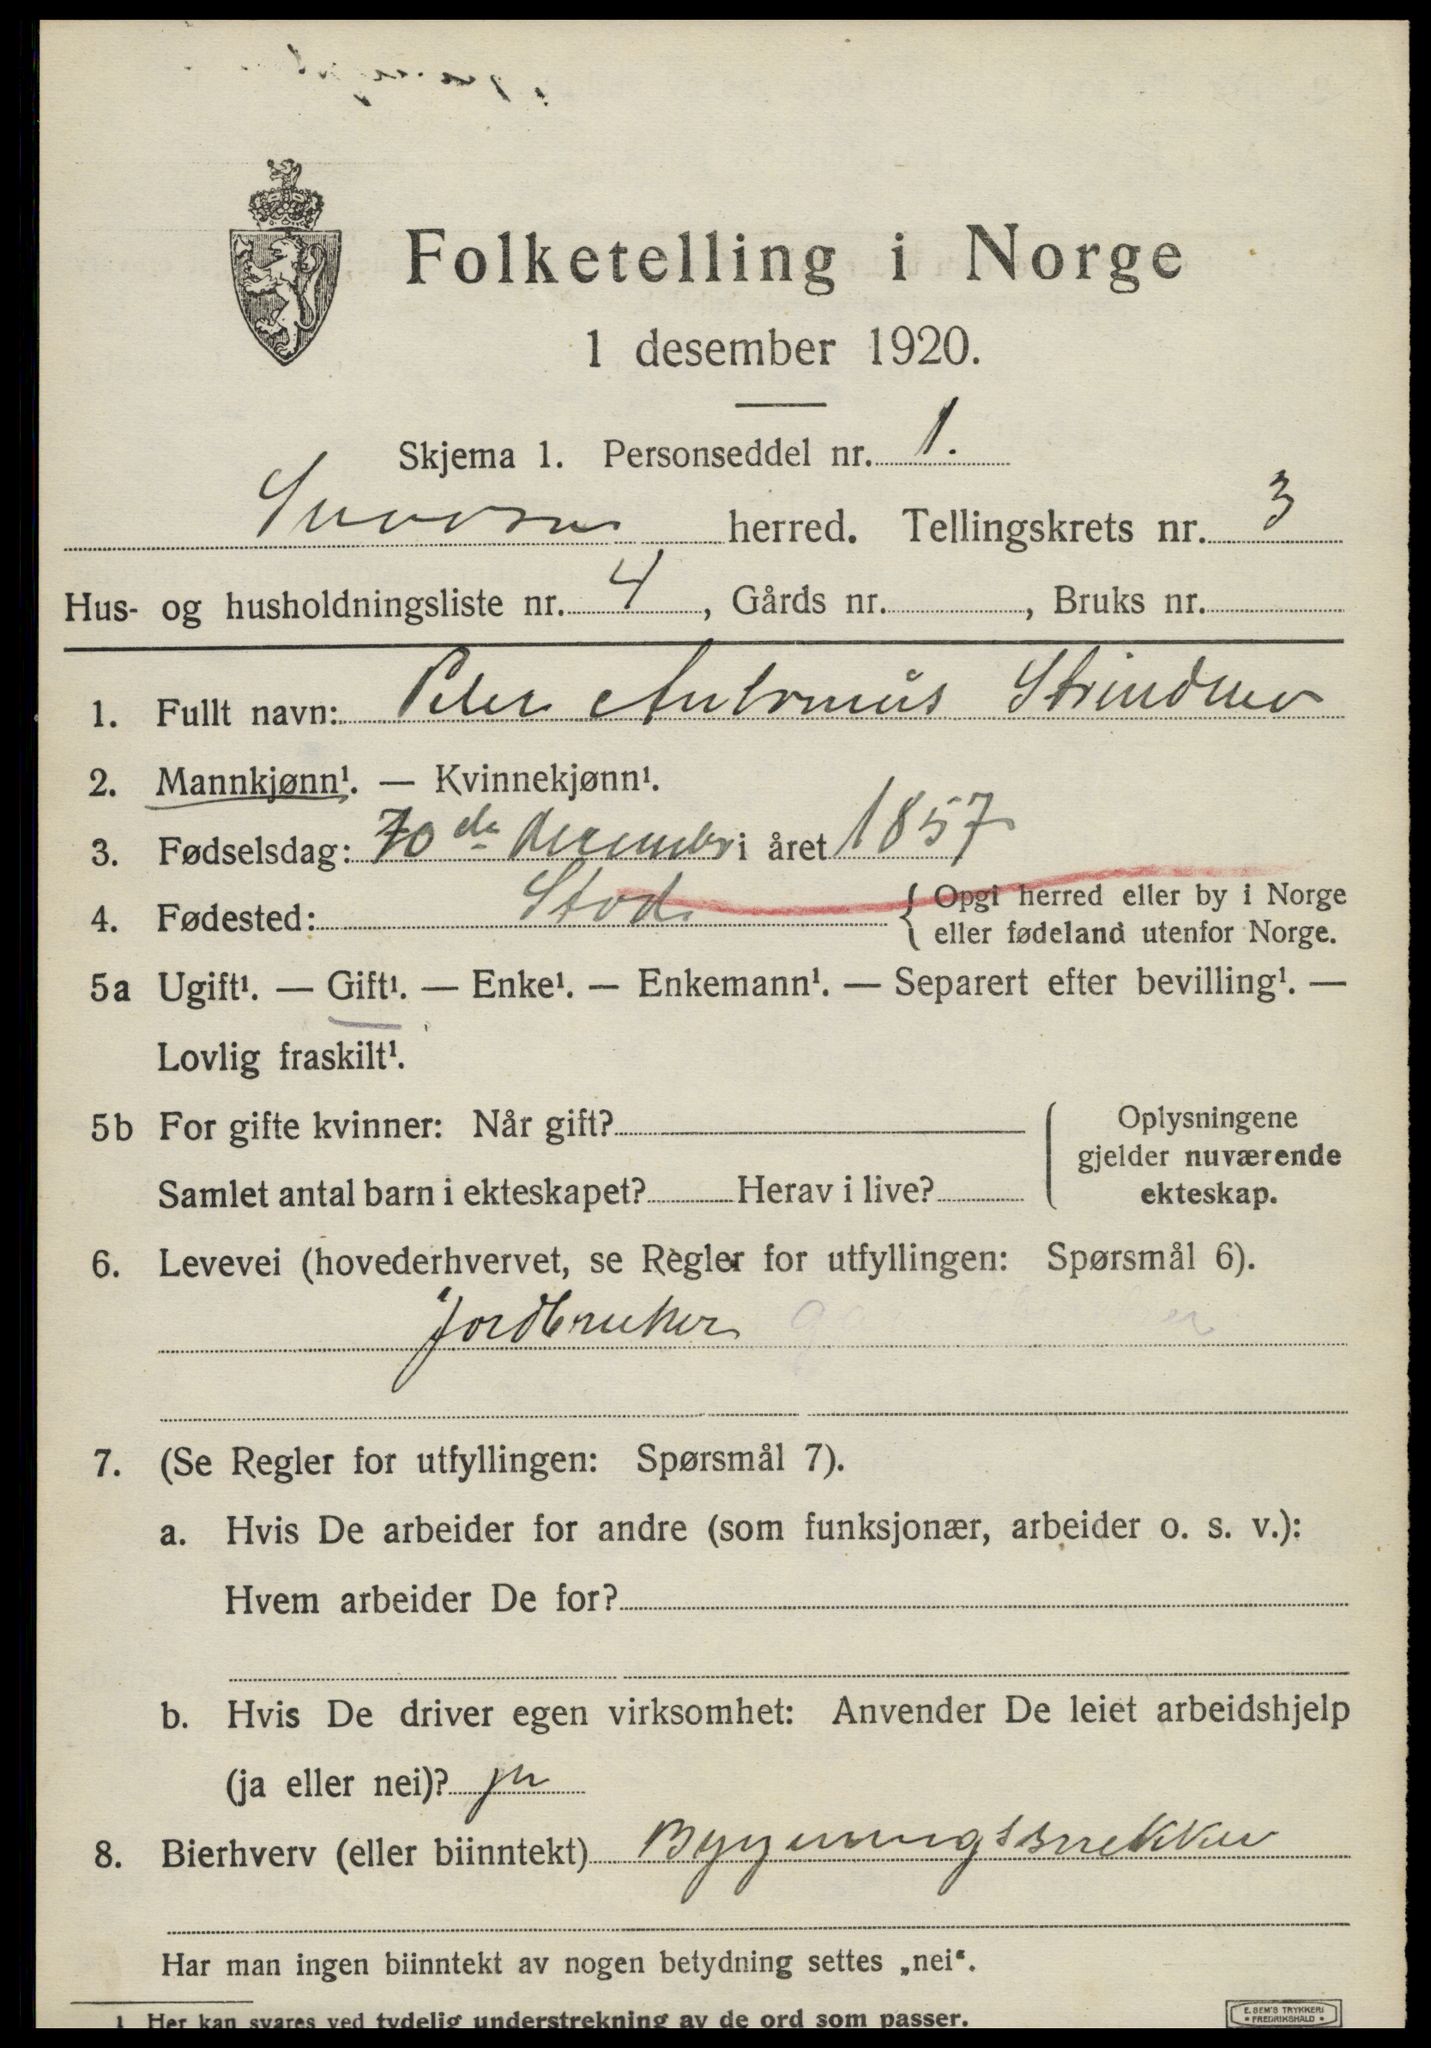 Folketelling i Norge
1 desember 1920.
Skjema 1. Personseddel nr. 1.
herred. Tellingskrets nr. 3
Hus- og husholdningsliste nr. 4, Gårds nr. , Bruks nr.
1. Fullt navn: Peter Antonius Strindmo
2. Mannkjønn¹. — Kvinnekjønn¹.
3. Fødselsdag: decembr i året 1857
4. Fødested: Stod. { Opgi herred eller by i Norge
eller fødeland utenfor Norge.
5a Ugift¹. — Gift¹. — Enke¹. — Enkemann¹. — Separert efter bevilling¹. —
Lovlig fraskilt¹.
5b For gifte kvinner: Når gift?
Samlet antal barn i ekteskapet? Herav i live?
{ Oplysningene
gjelder nuværende
ekteskap.
6. Levevei (hovederhvervet, se Regler for utfyllingen: Spørsmål 6).
Jordbruker
7. (Se Regler for utfyllingen: Spørsmål 7).
a. Hvis De arbeider for andre (som funksjonær, arbeider o. s. v.):
Hvem arbeider De for?
b. Hvis De driver egen virksomhet: Anvender De leiet arbeidshjelp
(ja eller nei)? ja
8. Bierhverv (eller biinntekt) Bygningssnekker
Har man ingen biinntekt av nogen betydning settes „nei“.
1 Her kan svares ved tydelig understrekning av de ord som passer.
E. SEM'S TRYKKERI
• FREDRIKSHALD •